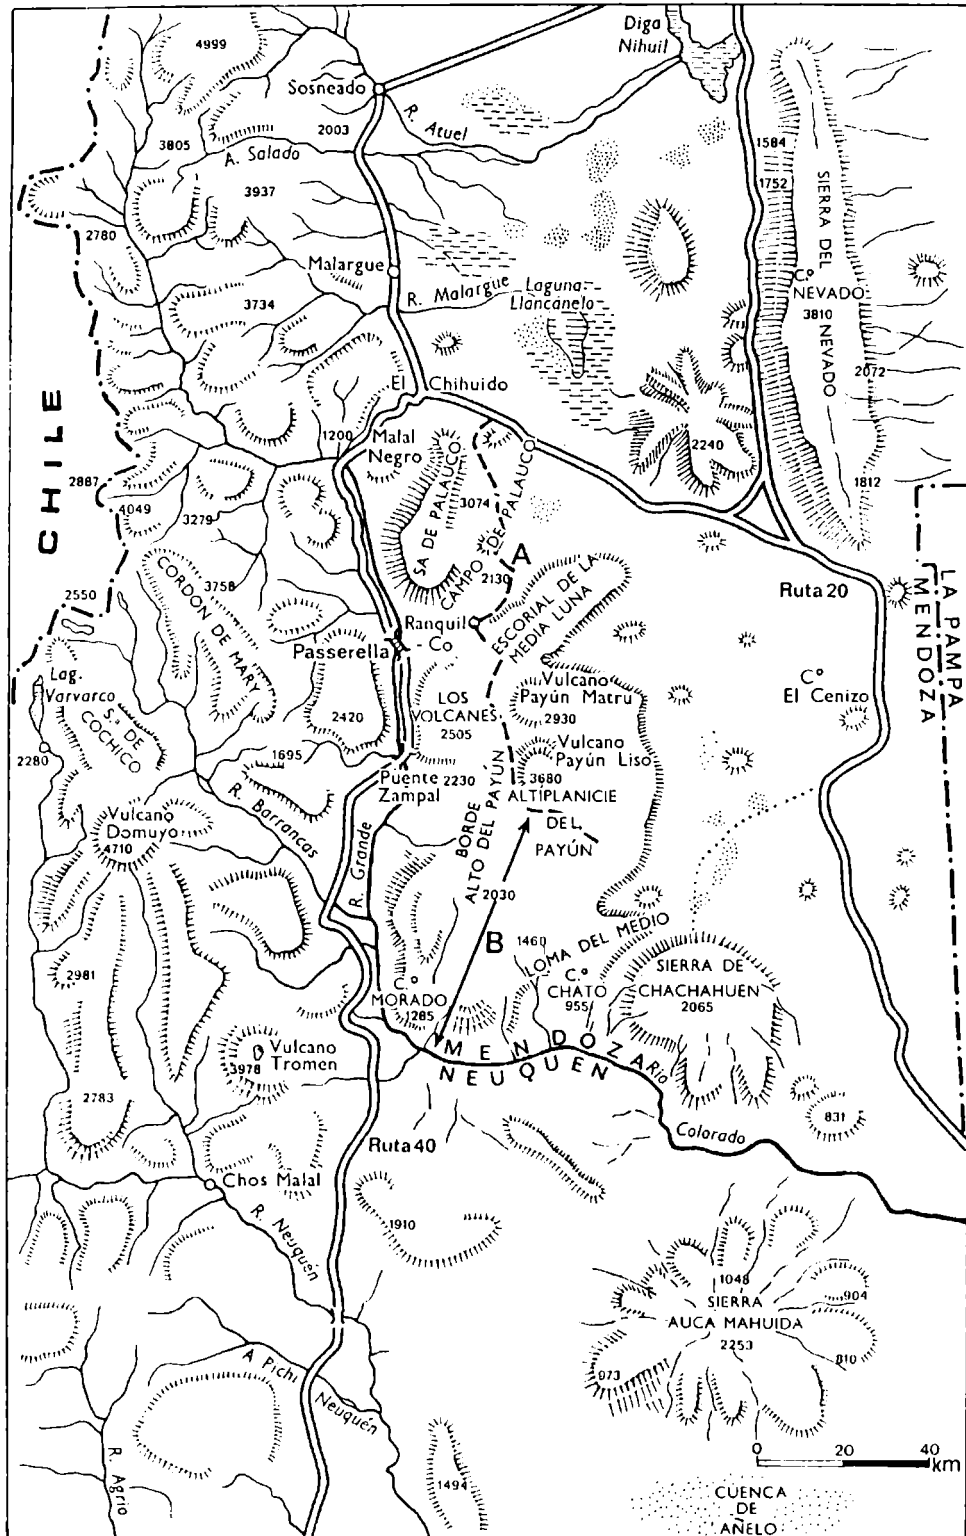 Diga
Nihuil
4999
Sosneado
R. Atuel
2003
3805
A. Salado
1584
1752
SIERRA DEL NEVADO
3937
2780
Malargue
R. Malargue
Laguna
Llancanelo
Cº
NEVADO
3810
3734
2072
El Chihuido
CHILE
1200
Malal
Negro
2240
2887
SA DE PALAUCO
3074
1812
4049
3279
CAMPO DE PALAUCO
A
CORDON DE MARY
3758
2130
ESCORIAL DE LA
MEDIA LUNA
2550
Ruta 20
LA PAMPA
MENDOZA
Ranquil
-Co
Passerella
Lag.
Varvarco
Sª DE
COCHICO
Vulcano
Payún Matrú
2930
Cº
El Cenizo
LOS
VOLCANES
2505
2420
2280
1695
Vulcano
Payún Liso
3680
Puente
Zampal
2230
ALTIPLANICIE
DEL
PAYÚN
R. Barrancas
Vulcano
Domuyo
4710
BORDE
ALTO DEL PAYÚN
R. Grande
2030
B
1460
LOMA DEL MEDIO
2981
Cº
MORADO
285
Cº
CHATO
955
SIERRA DE
CHACHAHUEN
2065
Vulcano
Tromen
3978
MENDOZA
NEUQUEN
Rio
Colorado
2783
831
Ruta 40
Chos Malal
R. Neuquén
1910
1048
904
SIERRA
AUCA MAHUIDA
2253
810
973
A Pichi
Neuquén
R. Agrio
1494
0 20 40
km
CUENCA
DE
AÑELO